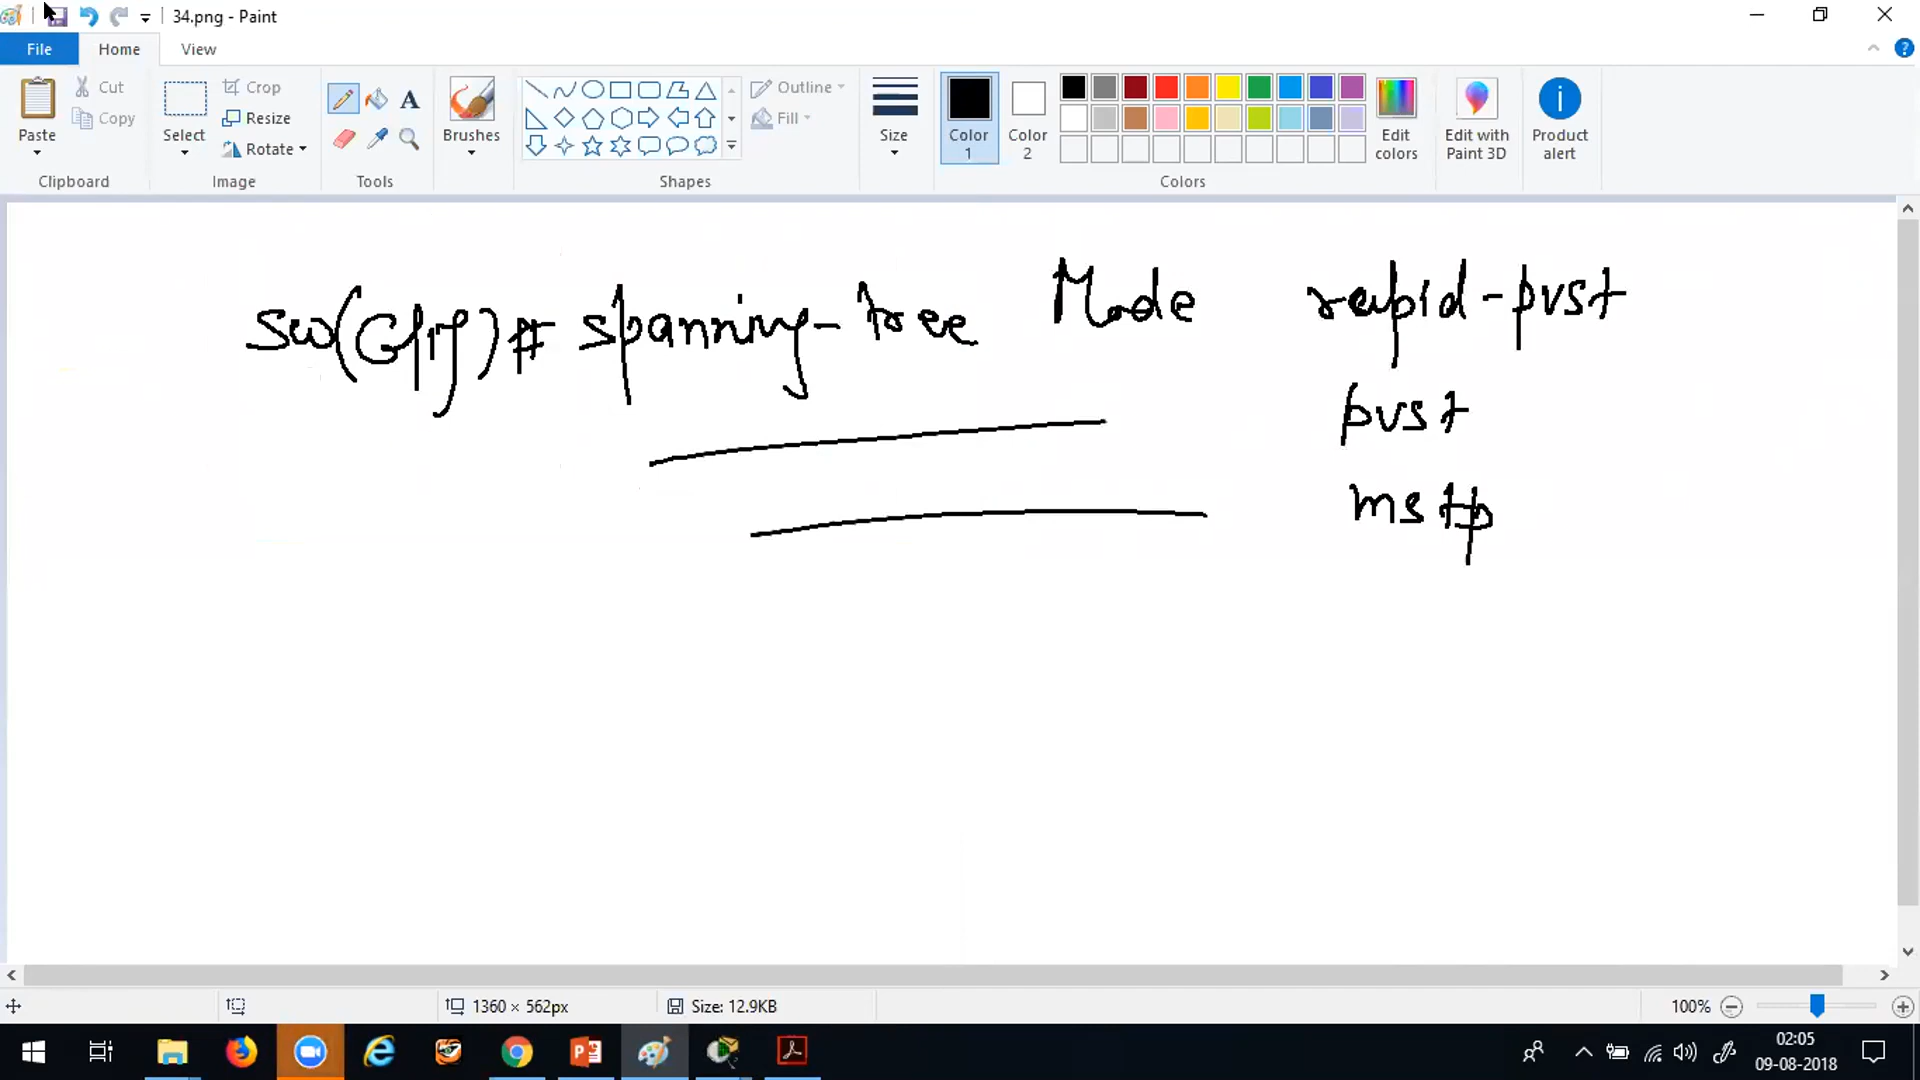 34.png - Paint
File Home View
Paste Cut Copy Select Crop Resize Rotate Brushes Outline Fill Size Color 1 Color 2 Edit colors Edit with Paint 3D Product alert
Clipboard Image Tools Shapes Colors
sw(Cfig)# spanning-tree Mode rapid-pvst
pvst
mstp
1360 × 562px Size: 12.9KB 100%
02:05
09-08-2018